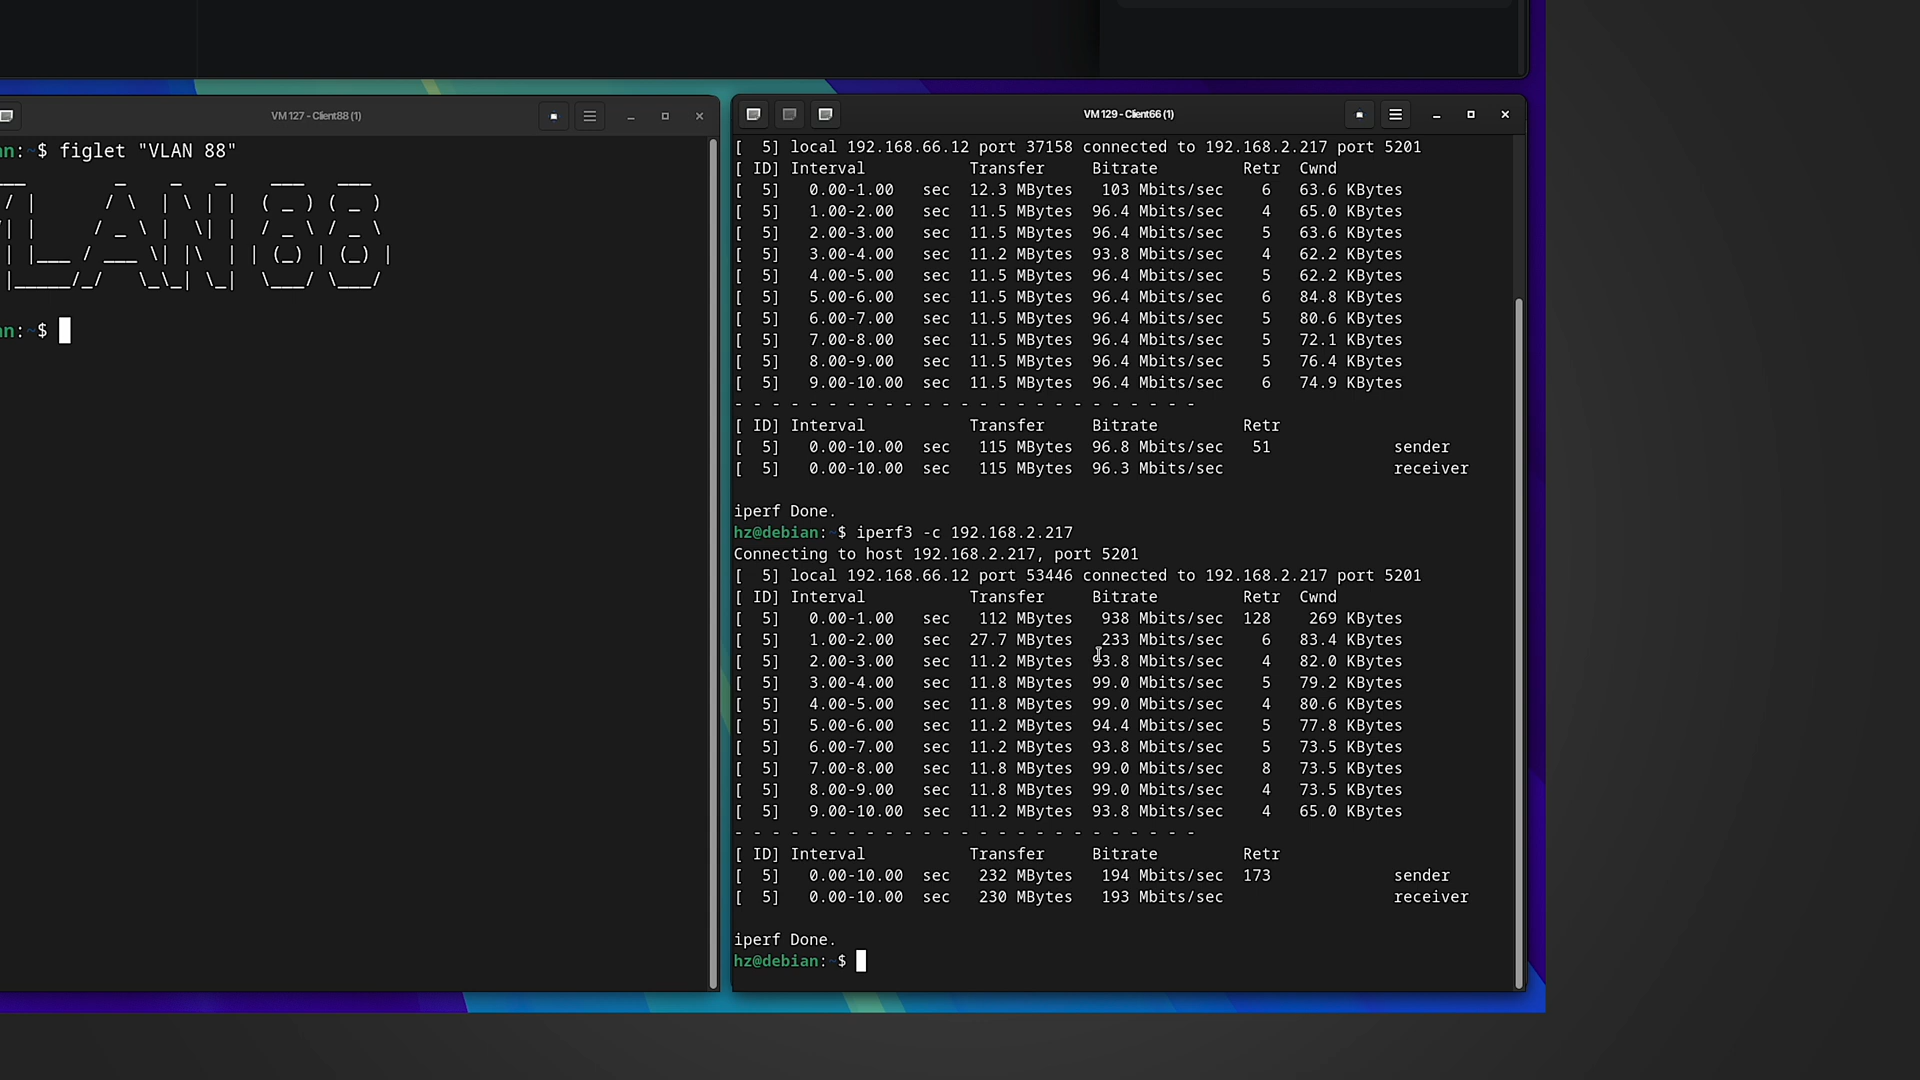 VM 127 - Client88 (1)
an:~$ figlet "VLAN 88"
VLAN 88
an:~$
VM 129 - Client66 (1)
[  5] local 192.168.66.12 port 37158 connected to 192.168.2.217 port 5201
[ ID] Interval           Transfer     Bitrate         Retr  Cwnd
[  5]   0.00-1.00   sec  12.3 MBytes   103 Mbits/sec    6   63.6 KBytes
[  5]   1.00-2.00   sec  11.5 MBytes  96.4 Mbits/sec    4   65.0 KBytes
[  5]   2.00-3.00   sec  11.5 MBytes  96.4 Mbits/sec    5   63.6 KBytes
[  5]   3.00-4.00   sec  11.2 MBytes  93.8 Mbits/sec    4   62.2 KBytes
[  5]   4.00-5.00   sec  11.5 MBytes  96.4 Mbits/sec    5   62.2 KBytes
[  5]   5.00-6.00   sec  11.5 MBytes  96.4 Mbits/sec    6   84.8 KBytes
[  5]   6.00-7.00   sec  11.5 MBytes  96.4 Mbits/sec    5   80.6 KBytes
[  5]   7.00-8.00   sec  11.5 MBytes  96.4 Mbits/sec    5   72.1 KBytes
[  5]   8.00-9.00   sec  11.5 MBytes  96.4 Mbits/sec    5   76.4 KBytes
[  5]   9.00-10.00  sec  11.5 MBytes  96.4 Mbits/sec    6   74.9 KBytes
- - - - - - - - - - - - - - - - - - - - - - - - -
[ ID] Interval           Transfer     Bitrate         Retr
[  5]   0.00-10.00  sec   115 MBytes  96.8 Mbits/sec   51             sender
[  5]   0.00-10.00  sec   115 MBytes  96.3 Mbits/sec                  receiver
iperf Done.
hz@debian:~$ iperf3 -c 192.168.2.217
Connecting to host 192.168.2.217, port 5201
[  5] local 192.168.66.12 port 53446 connected to 192.168.2.217 port 5201
[ ID] Interval           Transfer     Bitrate         Retr  Cwnd
[  5]   0.00-1.00   sec   112 MBytes   938 Mbits/sec  128    269 KBytes
[  5]   1.00-2.00   sec  27.7 MBytes   233 Mbits/sec    6   83.4 KBytes
[  5]   2.00-3.00   sec  11.2 MBytes  93.8 Mbits/sec    4   82.0 KBytes
[  5]   3.00-4.00   sec  11.8 MBytes  99.0 Mbits/sec    5   79.2 KBytes
[  5]   4.00-5.00   sec  11.8 MBytes  99.0 Mbits/sec    4   80.6 KBytes
[  5]   5.00-6.00   sec  11.2 MBytes  94.4 Mbits/sec    5   77.8 KBytes
[  5]   6.00-7.00   sec  11.2 MBytes  93.8 Mbits/sec    5   73.5 KBytes
[  5]   7.00-8.00   sec  11.8 MBytes  99.0 Mbits/sec    8   73.5 KBytes
[  5]   8.00-9.00   sec  11.8 MBytes  99.0 Mbits/sec    4   73.5 KBytes
[  5]   9.00-10.00  sec  11.2 MBytes  93.8 Mbits/sec    4   65.0 KBytes
- - - - - - - - - - - - - - - - - - - - - - - - -
[ ID] Interval           Transfer     Bitrate         Retr
[  5]   0.00-10.00  sec   232 MBytes   194 Mbits/sec  173             sender
[  5]   0.00-10.00  sec   230 MBytes   193 Mbits/sec                  receiver
iperf Done.
hz@debian:~$